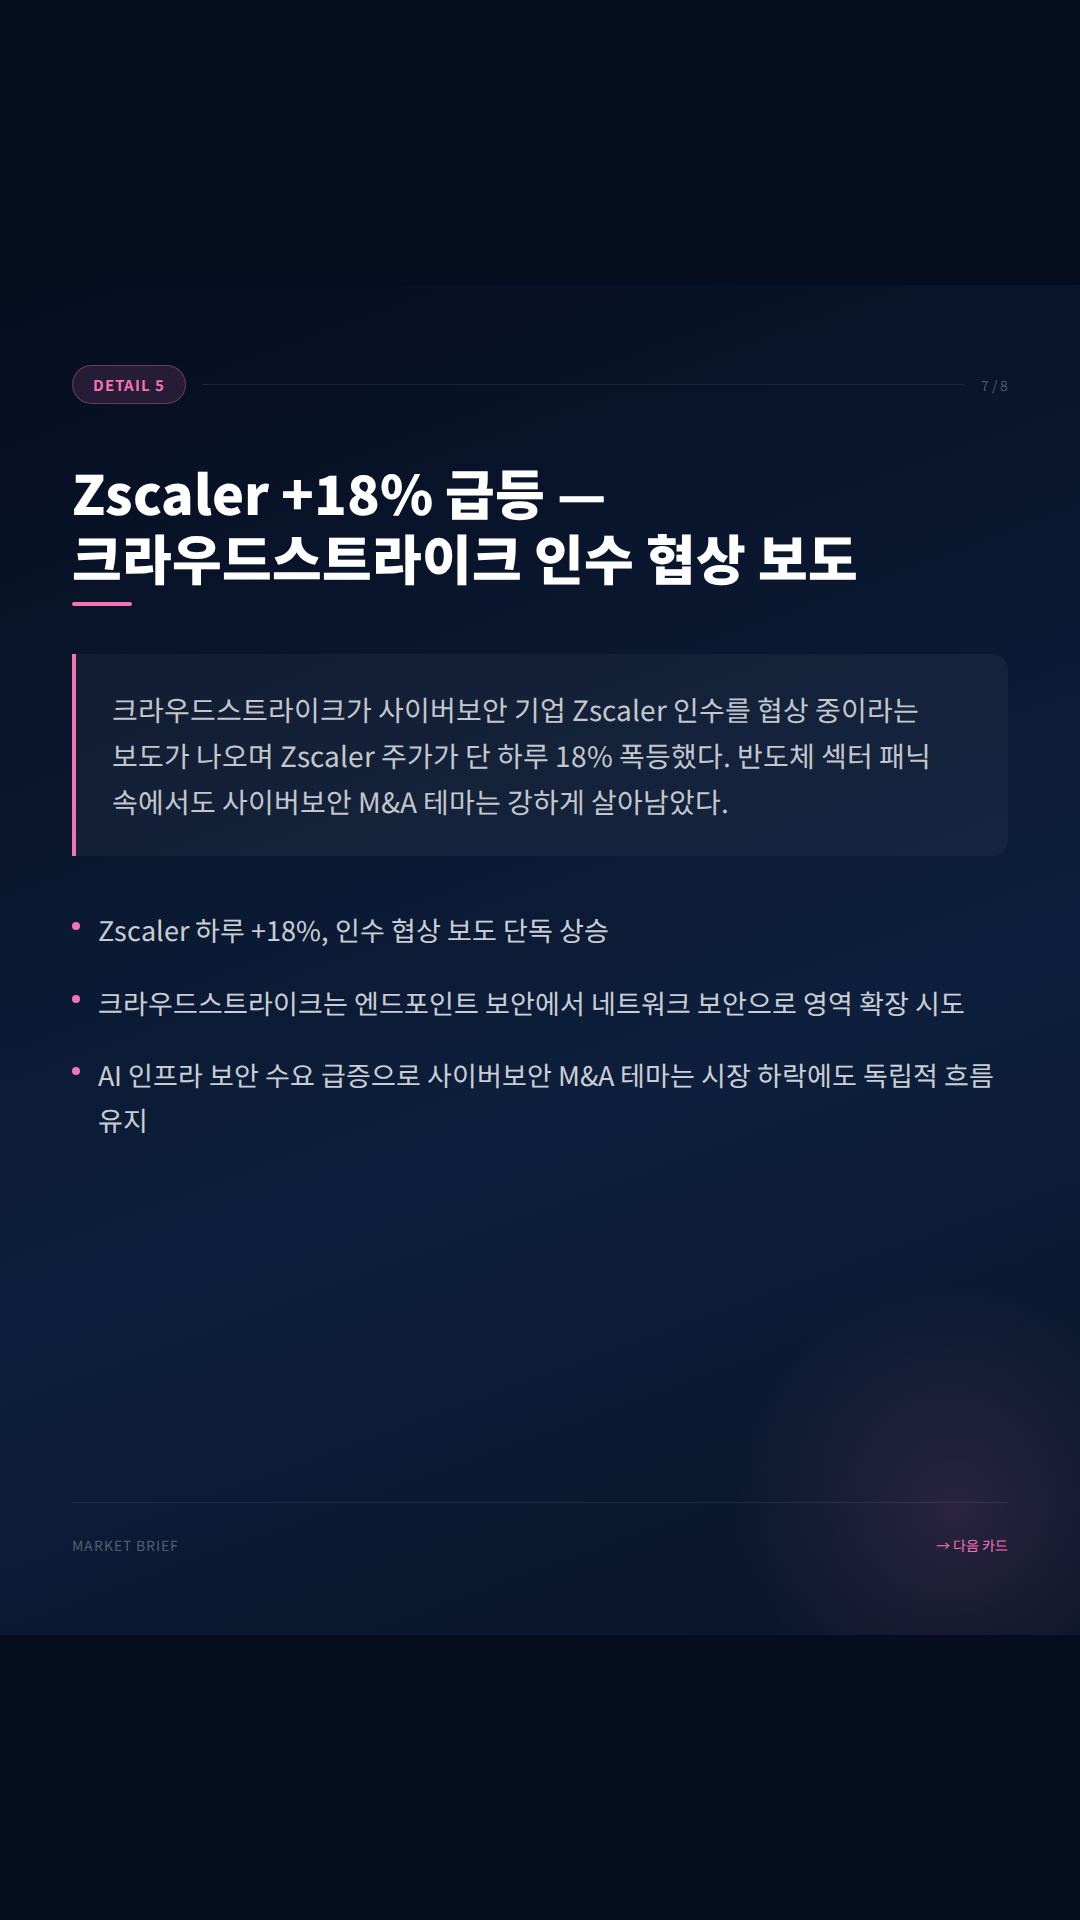 DETAIL 5
7 / 8
Zscaler +18% 급등 —
크라우드스트라이크 인수 협상 보도
크라우드스트라이크가 사이버보안 기업 Zscaler 인수를 협상 중이라는
보도가 나오며 Zscaler 주가가 단 하루 18% 폭등했다. 반도체 섹터 패닉
속에서도 사이버보안 M&A 테마는 강하게 살아남았다.
• Zscaler 하루 +18%, 인수 협상 보도 단독 상승
• 크라우드스트라이크는 엔드포인트 보안에서 네트워크 보안으로 영역 확장 시도
• AI 인프라 보안 수요 급증으로 사이버보안 M&A 테마는 시장 하락에도 독립적 흐름
유지
MARKET BRIEF
→ 다음 카드